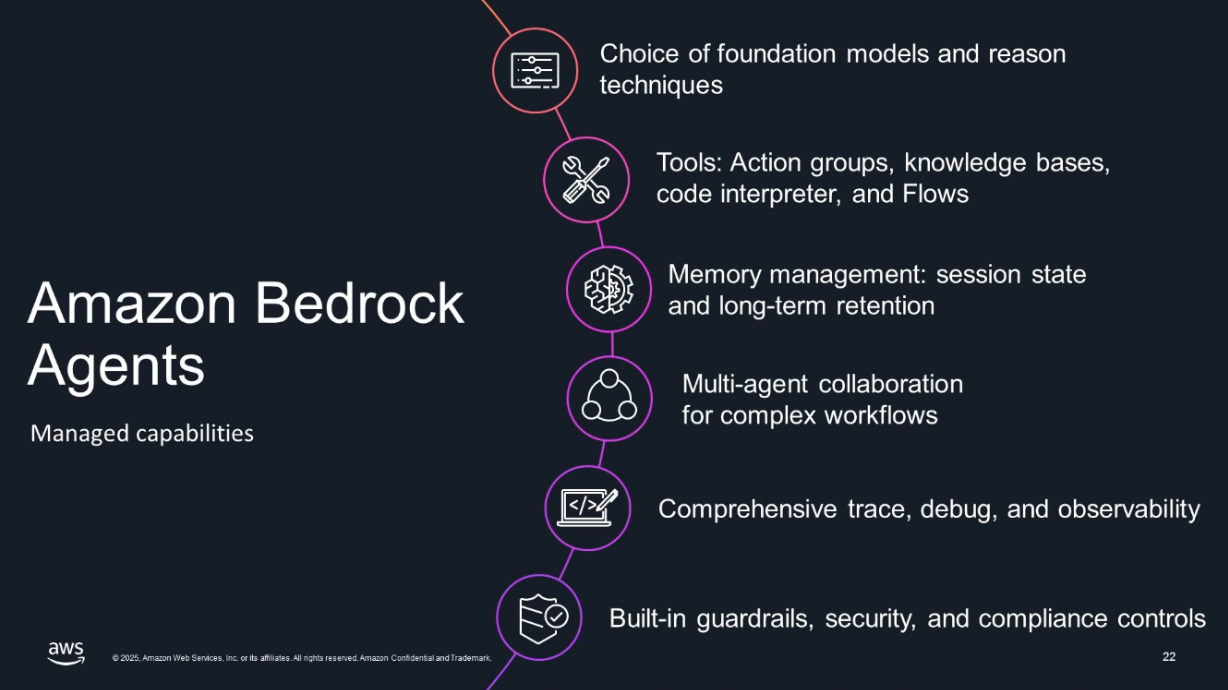 Amazon Bedrock
Agents
Managed capabilities
Choice of foundation models and reason
techniques
Tools: Action groups, knowledge bases,
code interpreter, and Flows
Memory management: session state
and long-term retention
Multi-agent collaboration
for complex workflows
</>
Comprehensive trace, debug, and observability
Built-in guardrails, security, and compliance controls
aws
© 2025, Amazon Web Services, Inc. or its affiliates. All rights reserved. Amazon Confidential and Trademark.
22